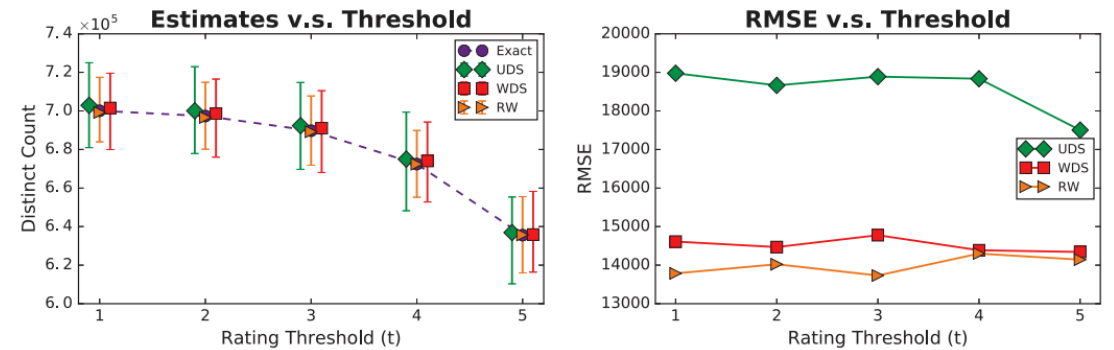 Estimates v.s. Threshold
×10⁵
7.4
7.2
7.0
6.8
6.6
6.4
6.2
6.0
Distinct Count
1 2 3 4 5
Rating Threshold (t)
Exact
UDS
WDS
RW
RMSE v.s. Threshold
20000
19000
18000
17000
16000
15000
14000
13000
RMSE
1 2 3 4 5
Rating Threshold (t)
UDS
WDS
RW